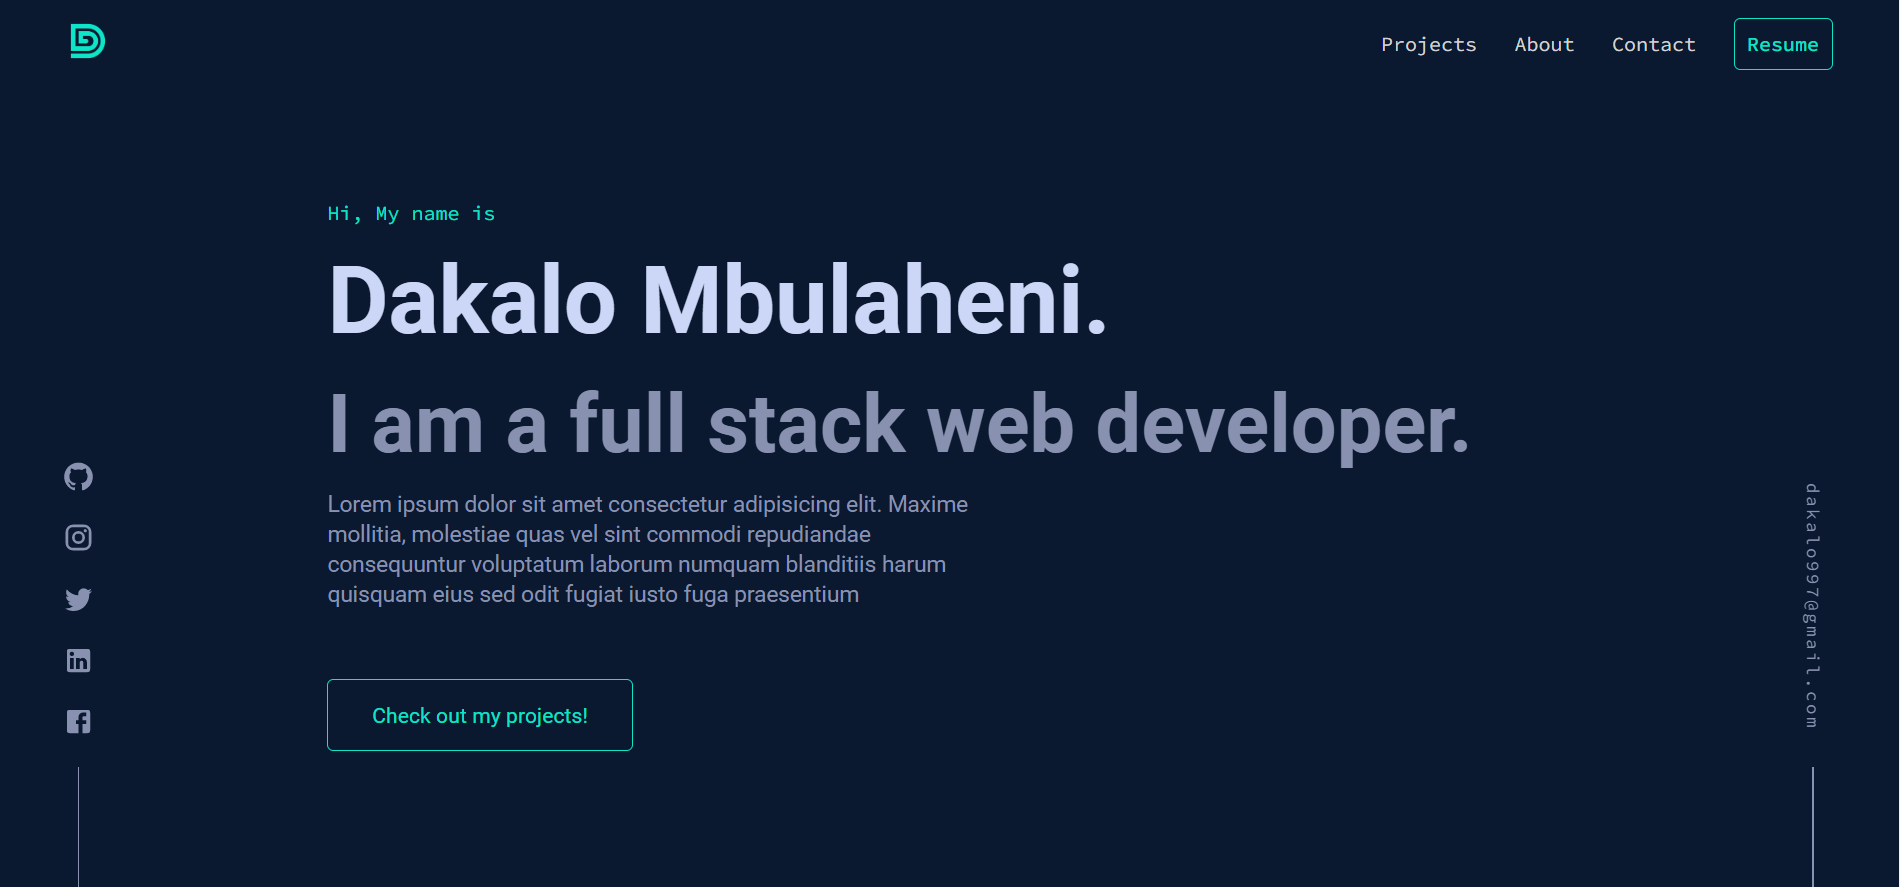 Projects About Contact Resume
Hi, My name is
Dakalo Mbulaheni.
I am a full stack web developer.
Lorem ipsum dolor sit amet consectetur adipisicing elit. Maxime
mollitia, molestiae quas vel sint commodi repudiandae
consequuntur voluptatum laborum numquam blanditiis harum
quisquam eius sed odit fugiat iusto fuga praesentium
Check out my projects!
dakalo997@gmail.com